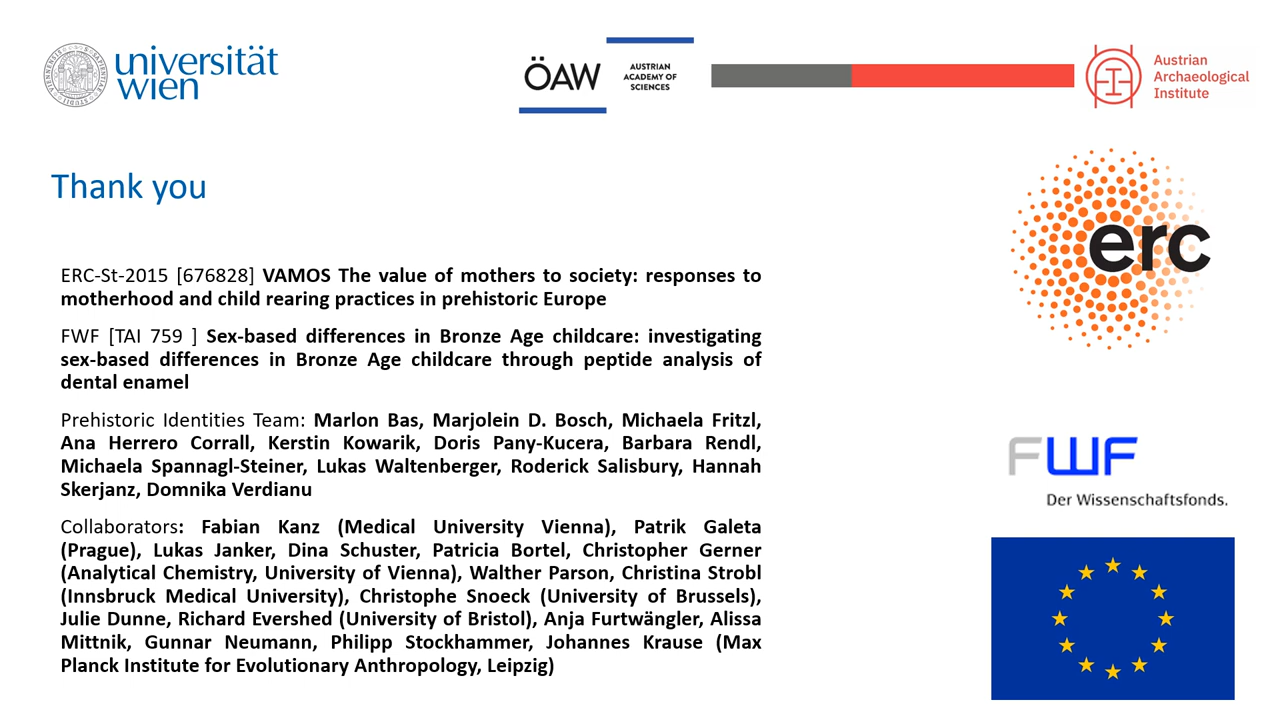 universität
wien
ÖAW
AUSTRIAN
ACADEMY OF
SCIENCES
Austrian
Archaeological
Institute
Thank you
erc
ERC-St-2015 [676828] VAMOS The value of mothers to society: responses to
motherhood and child rearing practices in prehistoric Europe
FWF [TAI 759 ] Sex-based differences in Bronze Age childcare: investigating
sex-based differences in Bronze Age childcare through peptide analysis of
dental enamel
Prehistoric Identities Team: Marlon Bas, Marjolein D. Bosch, Michaela Fritzl,
Ana Herrero Corrall, Kerstin Kowarik, Doris Pany-Kucera, Barbara Rendl,
Michaela Spannagl-Steiner, Lukas Waltenberger, Roderick Salisbury, Hannah
Skerjanz, Domnika Verdianu
Collaborators: Fabian Kanz (Medical University Vienna), Patrik Galeta
(Prague), Lukas Janker, Dina Schuster, Patricia Bortel, Christopher Gerner
(Analytical Chemistry, University of Vienna), Walther Parson, Christina Strobl
(Innsbruck Medical University), Christophe Snoeck (University of Brussels),
Julie Dunne, Richard Evershed (University of Bristol), Anja Furtwängler, Alissa
Mittnik, Gunnar Neumann, Philipp Stockhammer, Johannes Krause (Max
Planck Institute for Evolutionary Anthropology, Leipzig)
FWF
Der Wissenschaftsfonds.